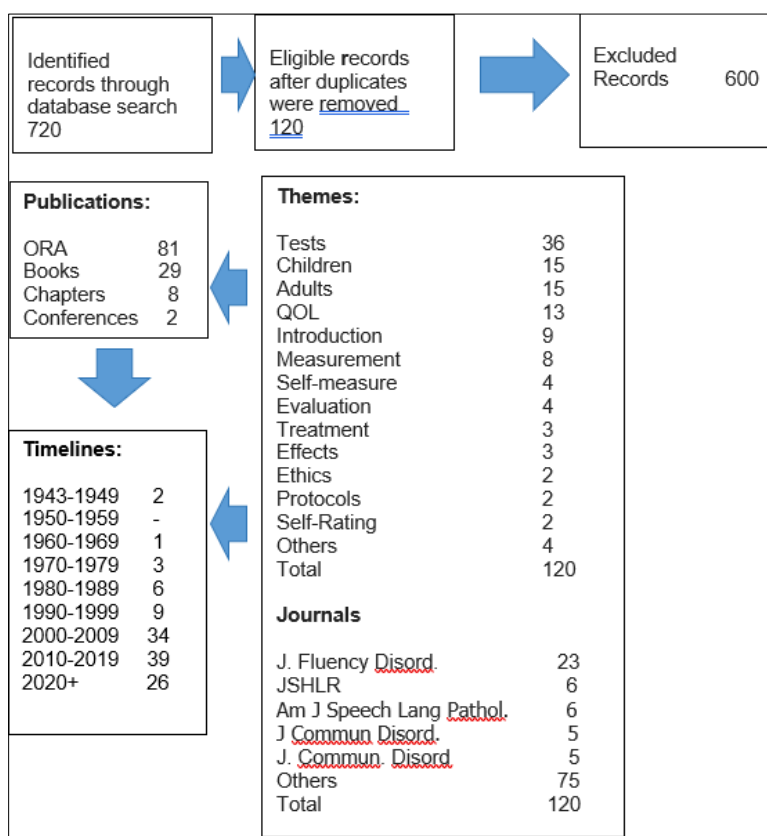 Identified
records through
database search
720
Eligible records
after duplicates
were removed
120
Excluded
Records 600
Publications:
ORA 81
Books 29
Chapters 8
Conferences 2
Themes:
Tests 36
Children 15
Adults 15
QOL 13
Introduction 9
Measurement 8
Self-measure 4
Evaluation 4
Treatment 3
Effects 3
Ethics 2
Protocols 2
Self-Rating 2
Others 4
Total 120
Journals
J. Fluency Disord. 23
JSHLR 6
Am J Speech Lang Pathol. 6
J Commun Disord. 5
J. Commun. Disord 5
Others 75
Total 120
Timelines:
1943-1949 2
1950-1959 -
1960-1969 1
1970-1979 3
1980-1989 6
1990-1999 9
2000-2009 34
2010-2019 39
2020+ 26